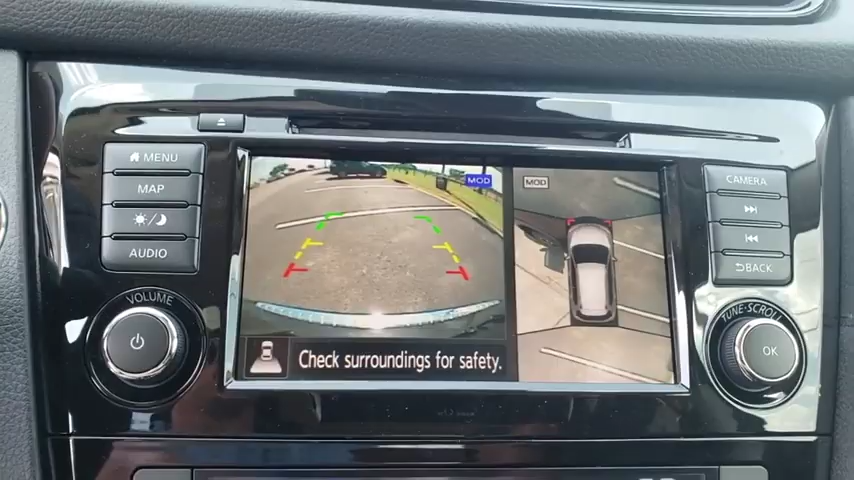 MENU
MAP
AUDIO
VOLUME
MOD
MOD
Check surroundings for safety.
CAMERA
BACK
TUNE·SCROLL
OK